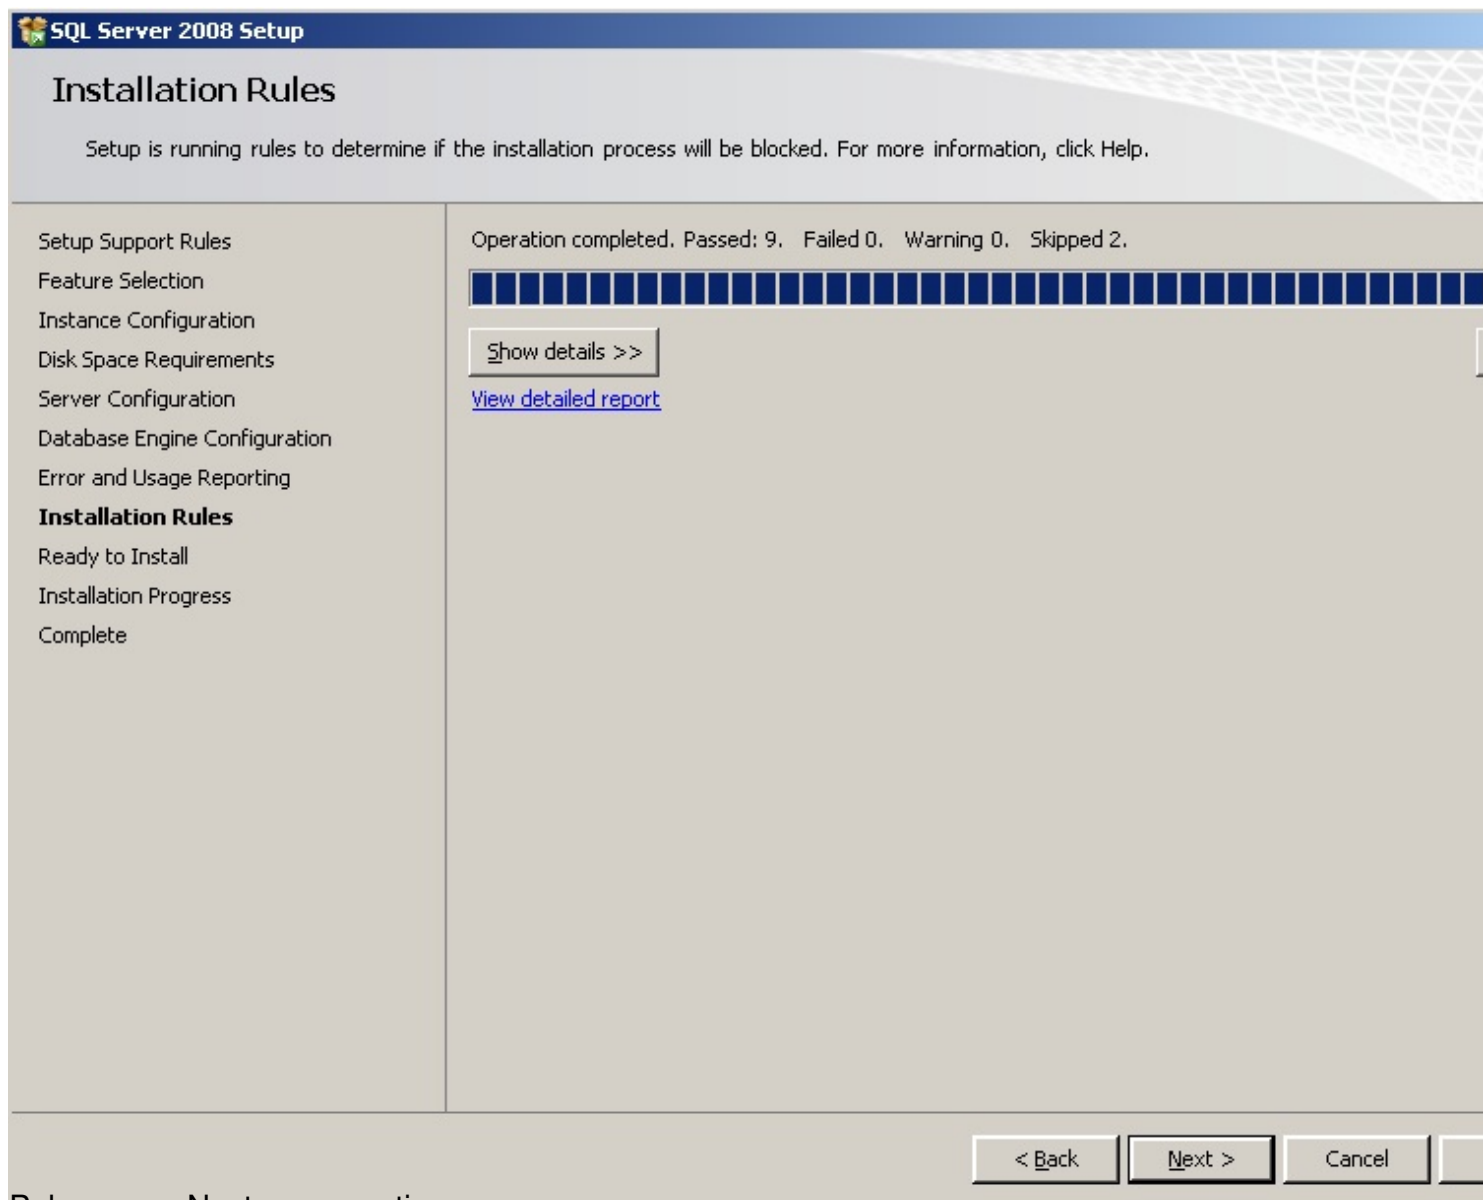 SQL Server 2008 Setup
Installation Rules
Setup is running rules to determine if the installation process will be blocked. For more information, click Help.
Setup Support Rules
Feature Selection
Instance Configuration
Disk Space Requirements
Server Configuration
Database Engine Configuration
Error and Usage Reporting
Installation Rules
Ready to Install
Installation Progress
Complete
Operation completed. Passed: 9. Failed 0. Warning 0. Skipped 2.
Show details >>
View detailed report
< Back
Next >
Cancel